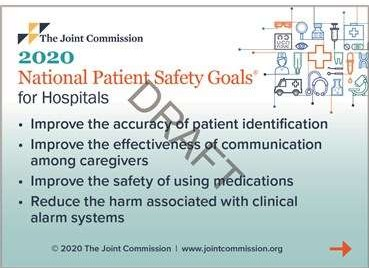 The Joint Commission
2020
National Patient Safety Goals®
for Hospitals
• Improve the accuracy of patient identification
• Improve the effectiveness of communication
among caregivers
• Improve the safety of using medications
• Reduce the harm associated with clinical
alarm systems
DRAFT
© 2020 The Joint Commission | www.jointcommission.org